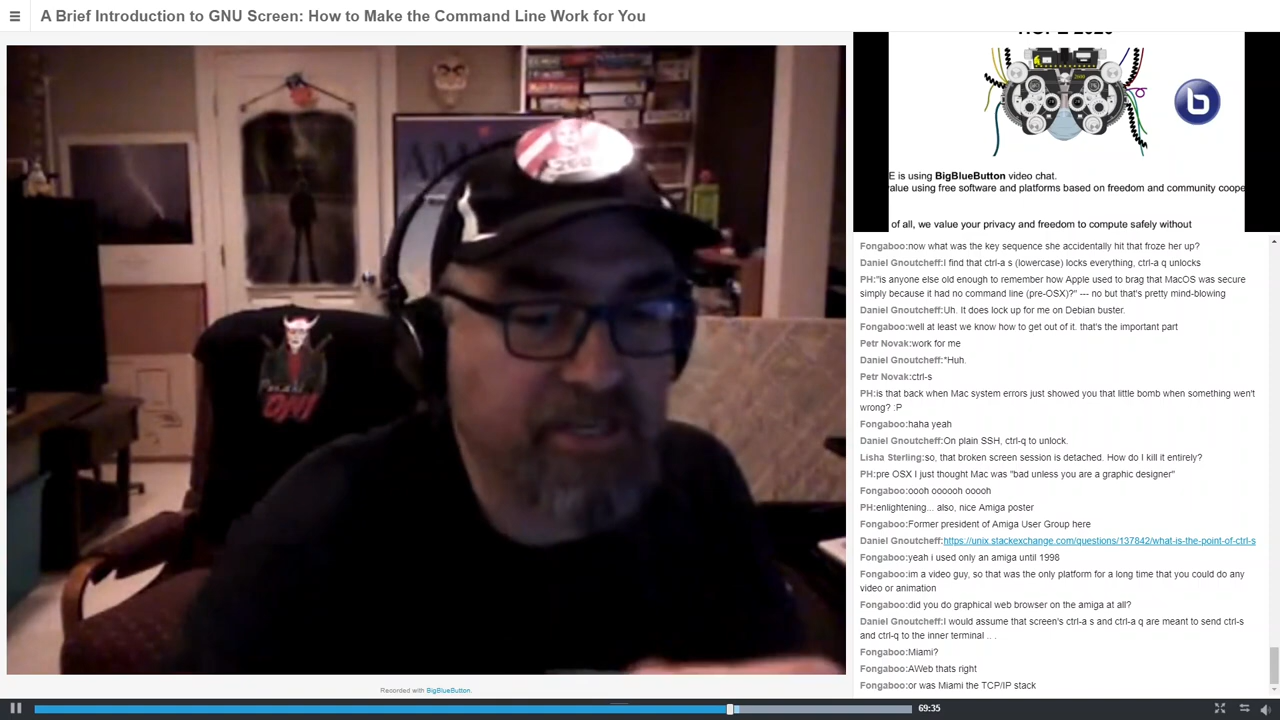 A Brief Introduction to GNU Screen: How to Make the Command Line Work for You
E is using BigBlueButton video chat.
alue using free software and platforms based on freedom and community coope
of all, we value your privacy and freedom to compute safely without
Fongaboo:now what was the key sequence she accidentally hit that froze her up?
Daniel Gnoutcheff:I find that ctrl-a s (lowercase) locks everything, ctrl-a q unlocks
PH:"is anyone else old enough to remember how Apple used to brag that MacOS was secure
simply because it had no command line (pre-OSX)?" --- no but that's pretty mind-blowing
Daniel Gnoutcheff:Uh. It does lock up for me on Debian buster.
Fongaboo:well at least we know how to get out of it. that's the important part
Petr Novak:work for me
Daniel Gnoutcheff:*Huh.
Petr Novak:ctrl-s
PH:is that back when Mac system errors just showed you that little bomb when something wen't
wrong? :P
Fongaboo:haha yeah
Daniel Gnoutcheff:On plain SSH, ctrl-q to unlock.
Lisha Sterling:so, that broken screen session is detached. How do I kill it entirely?
PH:pre OSX I just thought Mac was "bad unless you are a graphic designer"
Fongaboo:oooh oooooh ooooh
PH:enlightening... also, nice Amiga poster
Fongaboo:Former president of Amiga User Group here
Daniel Gnoutcheff:https://unix.stackexchange.com/questions/137842/what-is-the-point-of-ctrl-s
Fongaboo:yeah i used only an amiga until 1998
Fongaboo:im a video guy, so that was the only platform for a long time that you could do any
video or animation
Fongaboo:did you do graphical web browser on the amiga at all?
Daniel Gnoutcheff:I would assume that screen's ctrl-a s and ctrl-a q are meant to send ctrl-s
and ctrl-q to the inner terminal .. .
Fongaboo:Miami?
Fongaboo:AWeb thats right
Fongaboo:or was Miami the TCP/IP stack
Recorded with BigBlueButton.
69:35